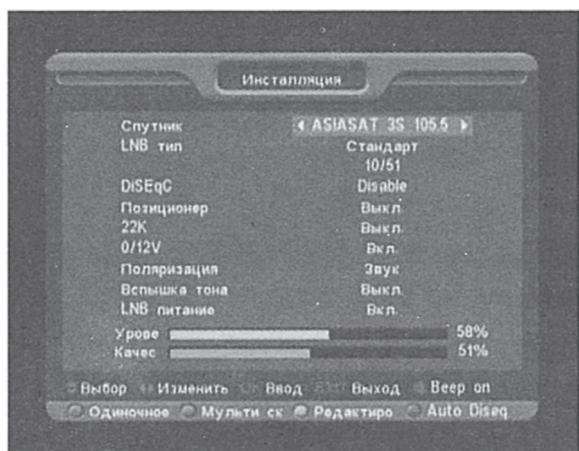 Инсталляция
Спутник ASIASAT 3S 105.5
LNB тип Стандарт
10/51
DiSEqC Disable
Позиционер Выкл.
22K Выкл.
0/12V Вкл.
Поляризация Звук
Вспышка тона Выкл.
LNB питание Вкл.
Урове 58%
Качес 51%
Выбор Изменить Ввод Выход Beep on
Одиночное Мульти ск Редактиро Auto Diseq